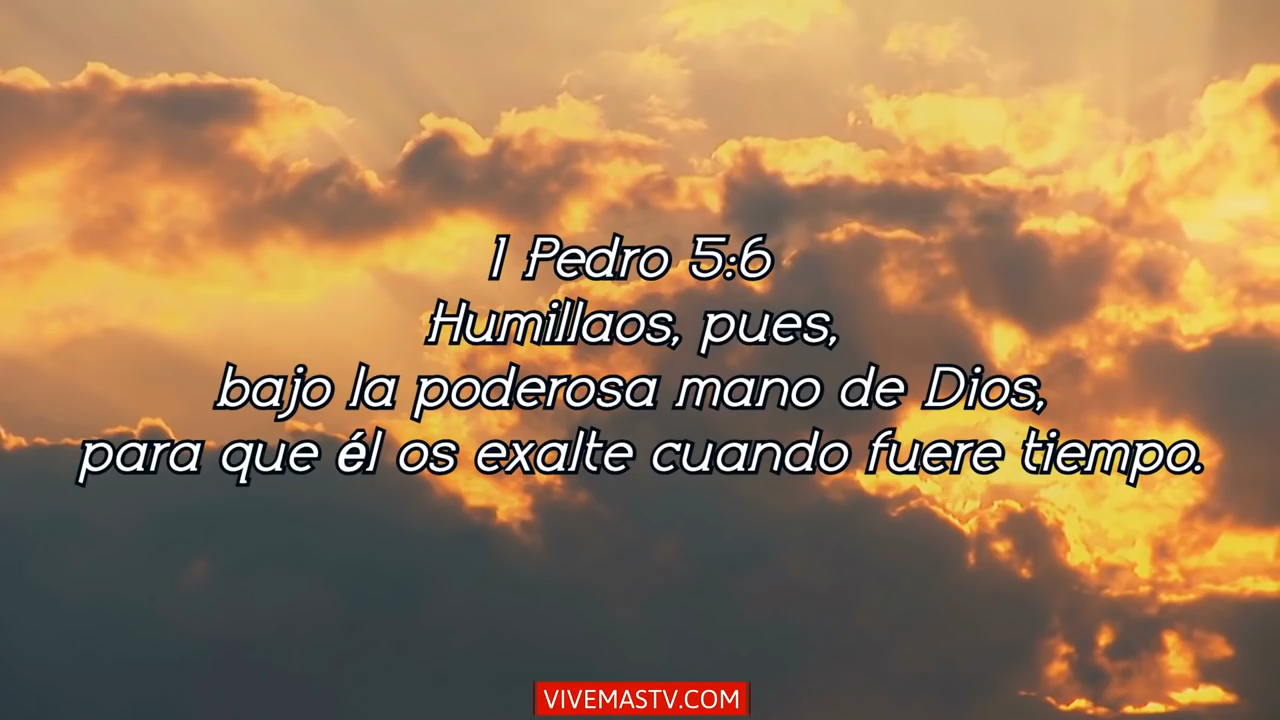 1 Pedro 5:6
Humillaos, pues,
bajo la poderosa mano de Dios,
para que él os exalte cuando fuere tiempo.
VIVEMASTV.COM